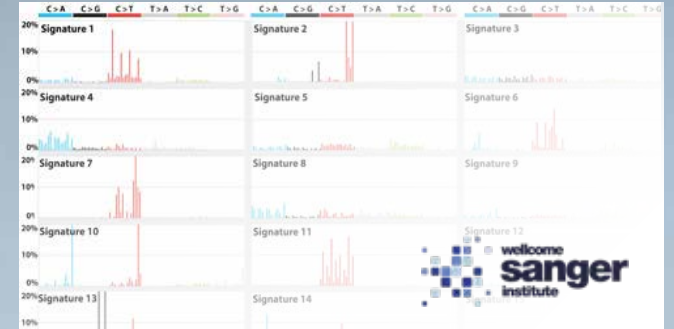 C>A C>G C>T T>A T>C T>G C>A C>G C>T T>A T>C T>G C>A C>G C>T T>A T>C T>G
20% Signature 1 Signature 2 Signature 3
10%
0%
20% Signature 4 Signature 5 Signature 6
10%
0%
20% Signature 7 Signature 8 Signature 9
10%
0%
20% Signature 10 Signature 11 Signature 12
10%
0%
20% Signature 13 Signature 14
10%
wellcome
sanger
institute